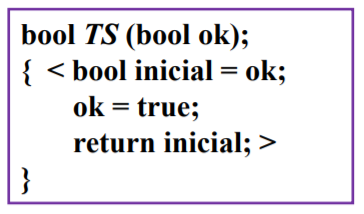 bool TS (bool ok);
{ < bool inicial = ok;
ok = true;
return inicial; >
}